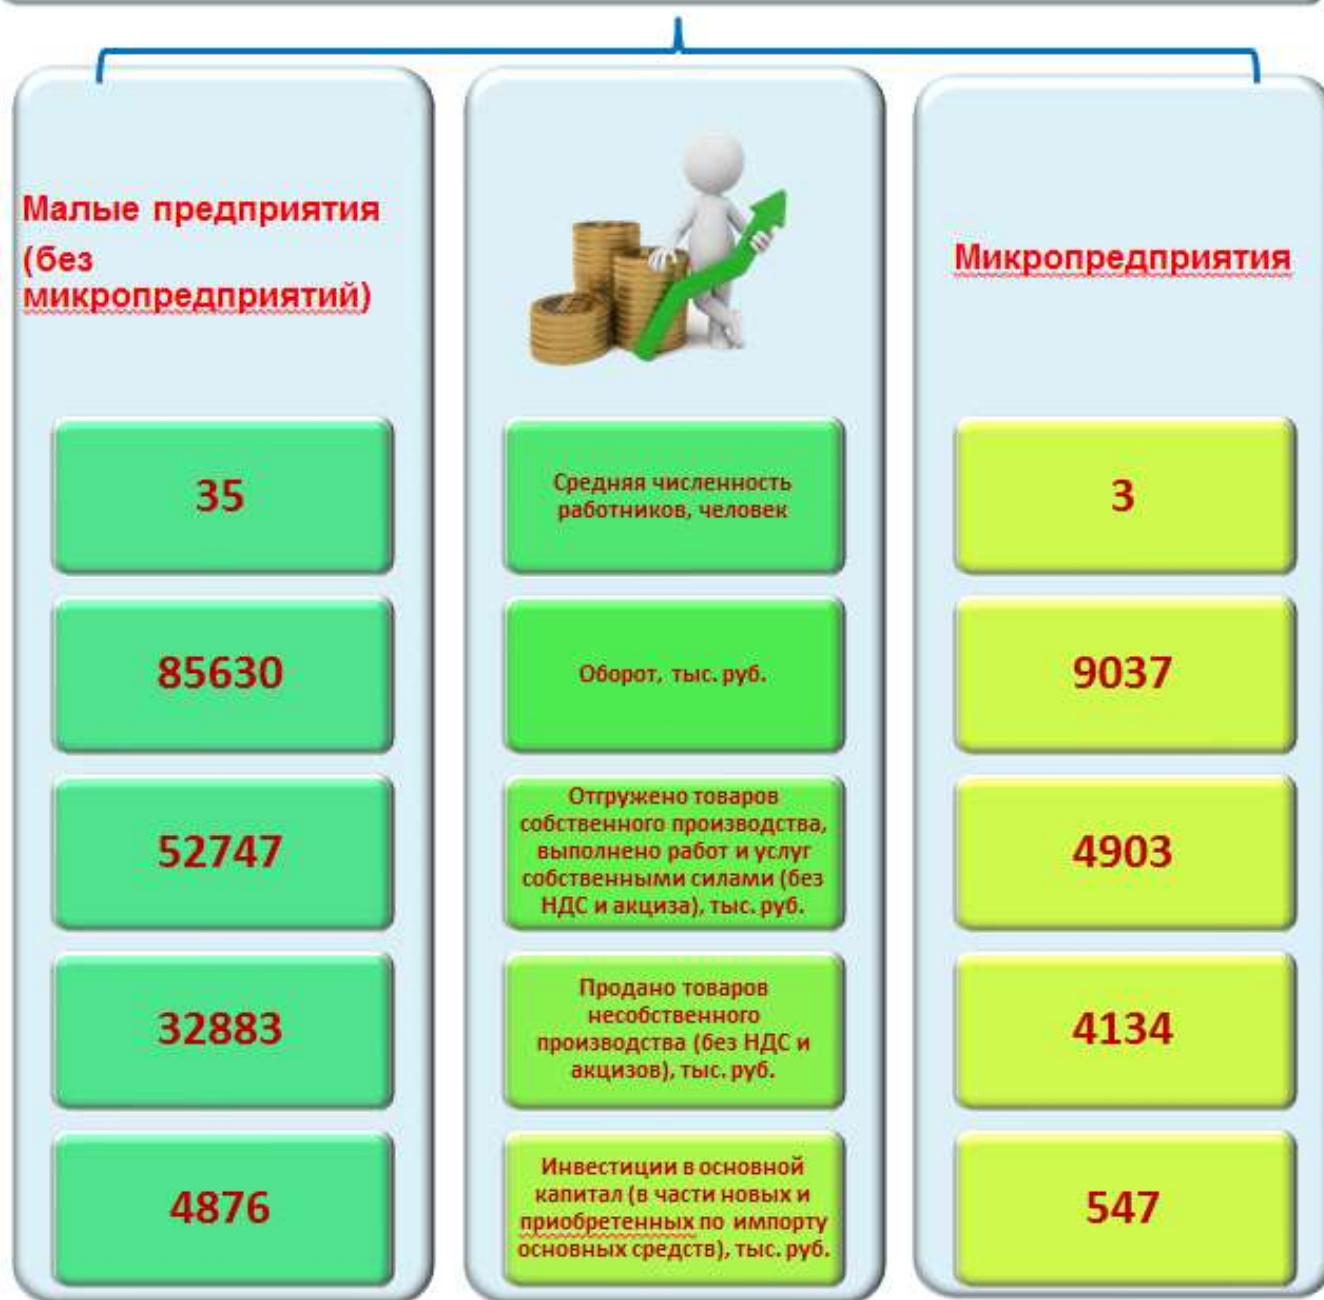 Малые предприятия
(без
микропредприятий)
Микропредприятия
35
Средняя численность
работников, человек
3
85630
Оборот, тыс. руб.
9037
52747
Отгружено товаров
собственного производства,
выполнено работ и услуг
собственными силами (без
НДС и акциза), тыс. руб.
4903
32883
Продано товаров
несобственного
производства (без НДС и
акцизов), тыс. руб.
4134
4876
Инвестиции в основной
капитал (в части новых и
приобретенных по импорту
основных средств), тыс. руб.
547